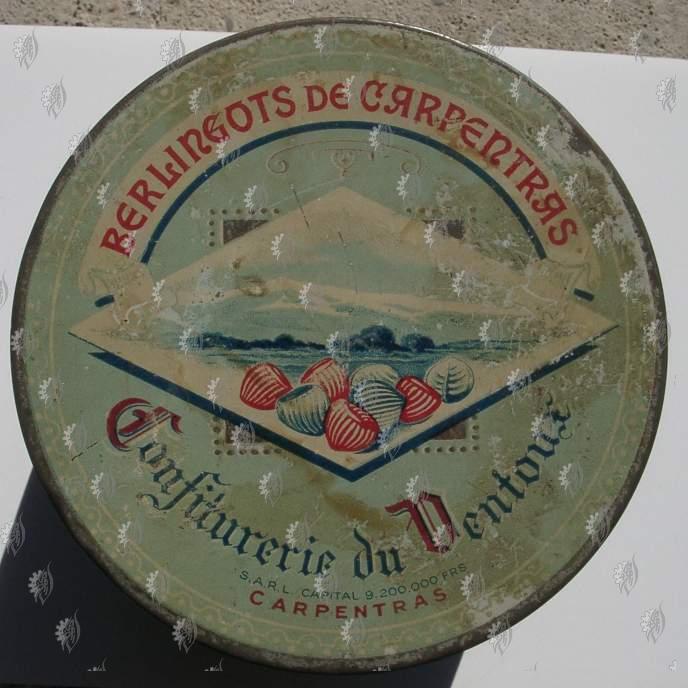 BERLINGOTS DE CARPENTRAS
Confiturerie du Ventoux
S.A.R.L. CAPITAL 9.200.000 FRS
CARPENTRAS